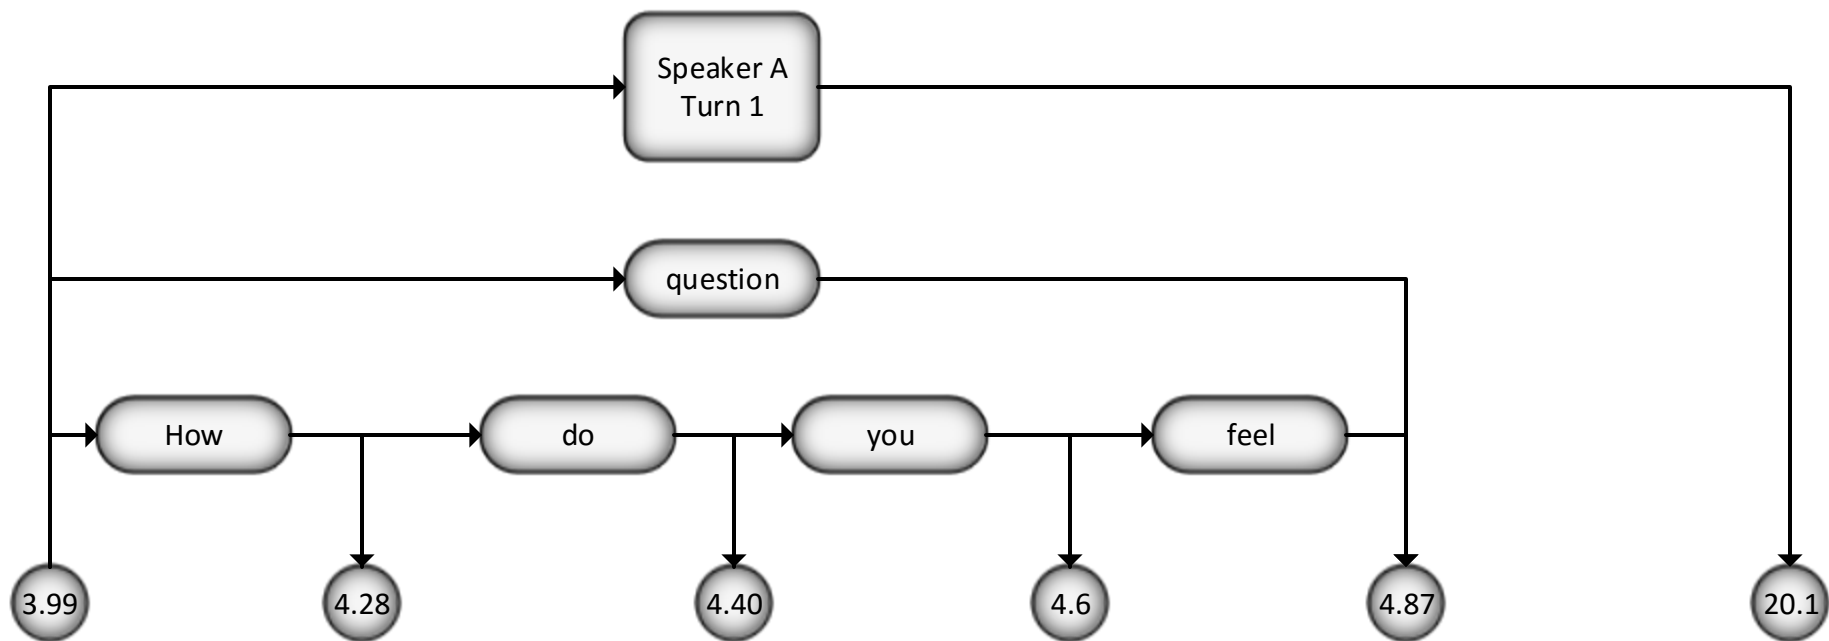 Speaker A
Turn 1
question
How
do
you
feel
3.99
4.28
4.40
4.6
4.87
20.1